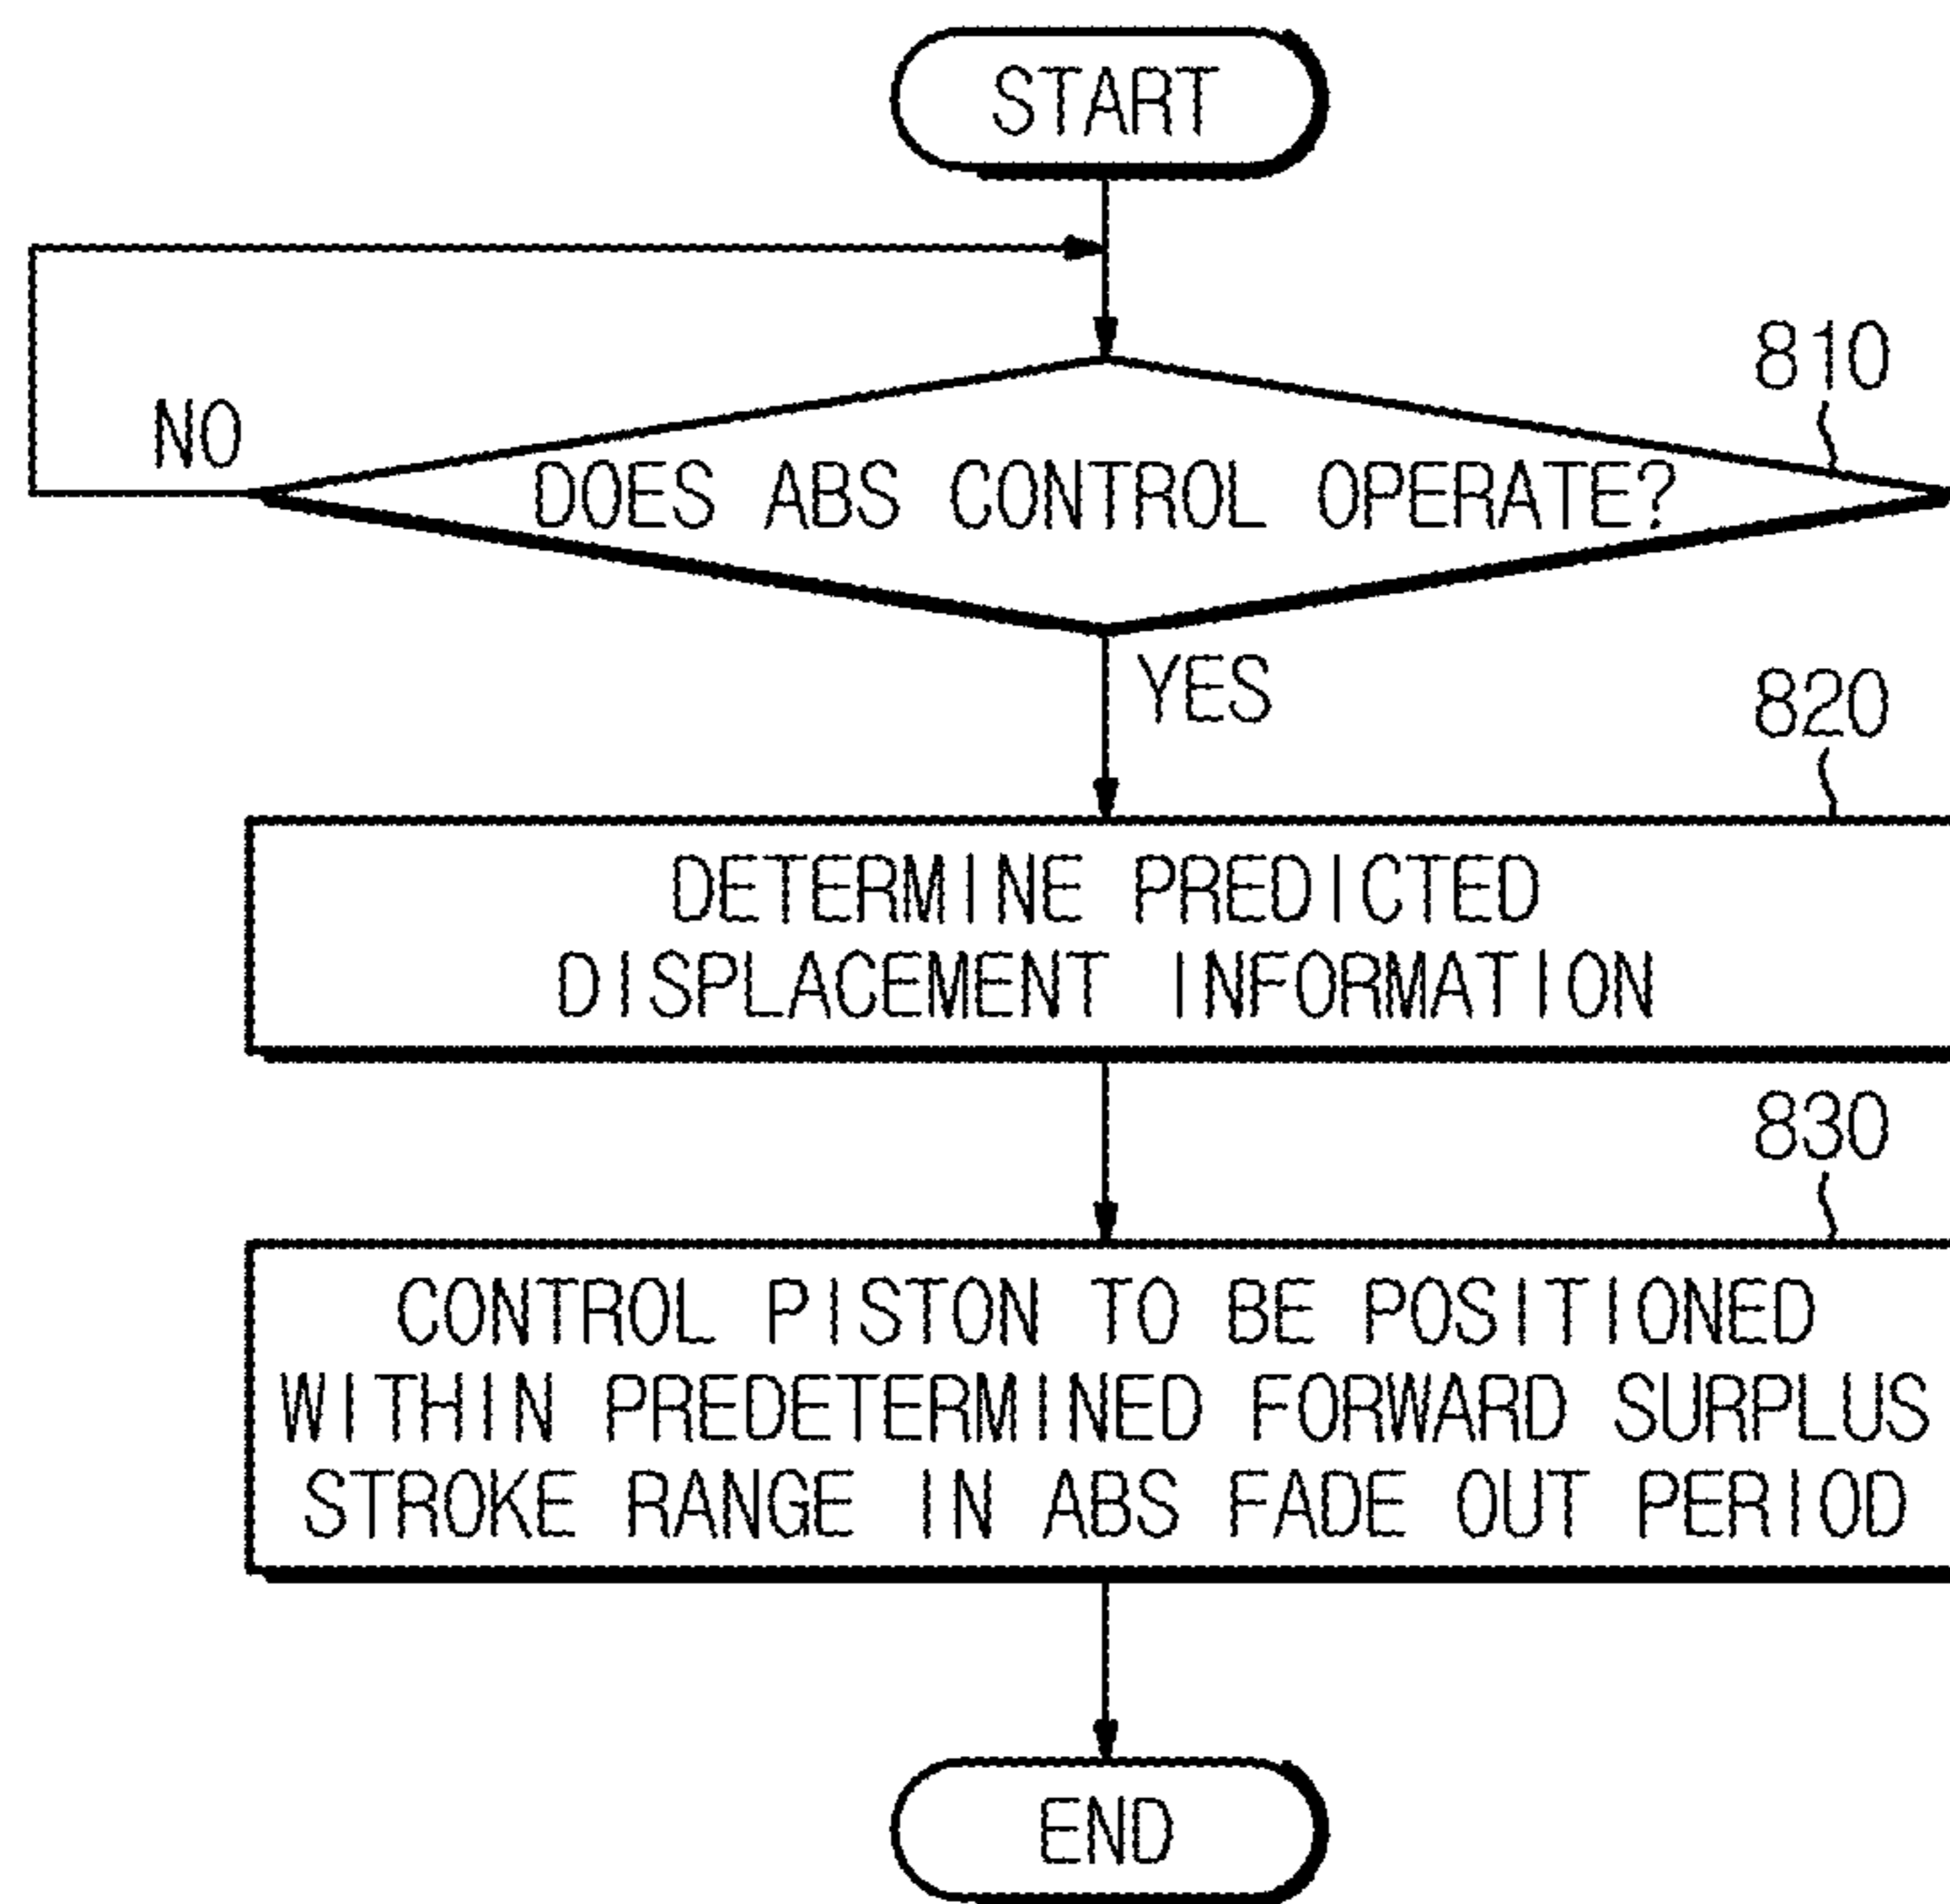 START
810
NO
DOES ABS CONTROL OPERATE?
YES
820
DETERMINE PREDICTED
DISPLACEMENT INFORMATION
830
CONTROL PISTON TO BE POSITIONED
WITHIN PREDETERMINED FORWARD SURPLUS
STROKE RANGE IN ABS FADE OUT PERIOD
END